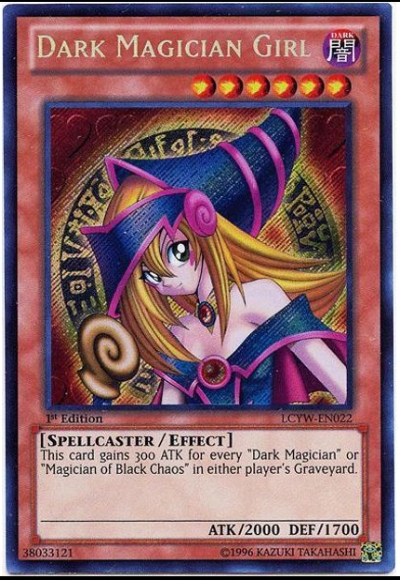 DARK MAGICIAN GIRL
DARK
闇
1st Edition
LCYW-EN022
[SPELLCASTER/EFFECT]
This card gains 300 ATK for every "Dark Magician" or
"Magician of Black Chaos" in either player's Graveyard.
ATK/2000 DEF/1700
38033121
©1996 KAZUKI TAKAHASHI